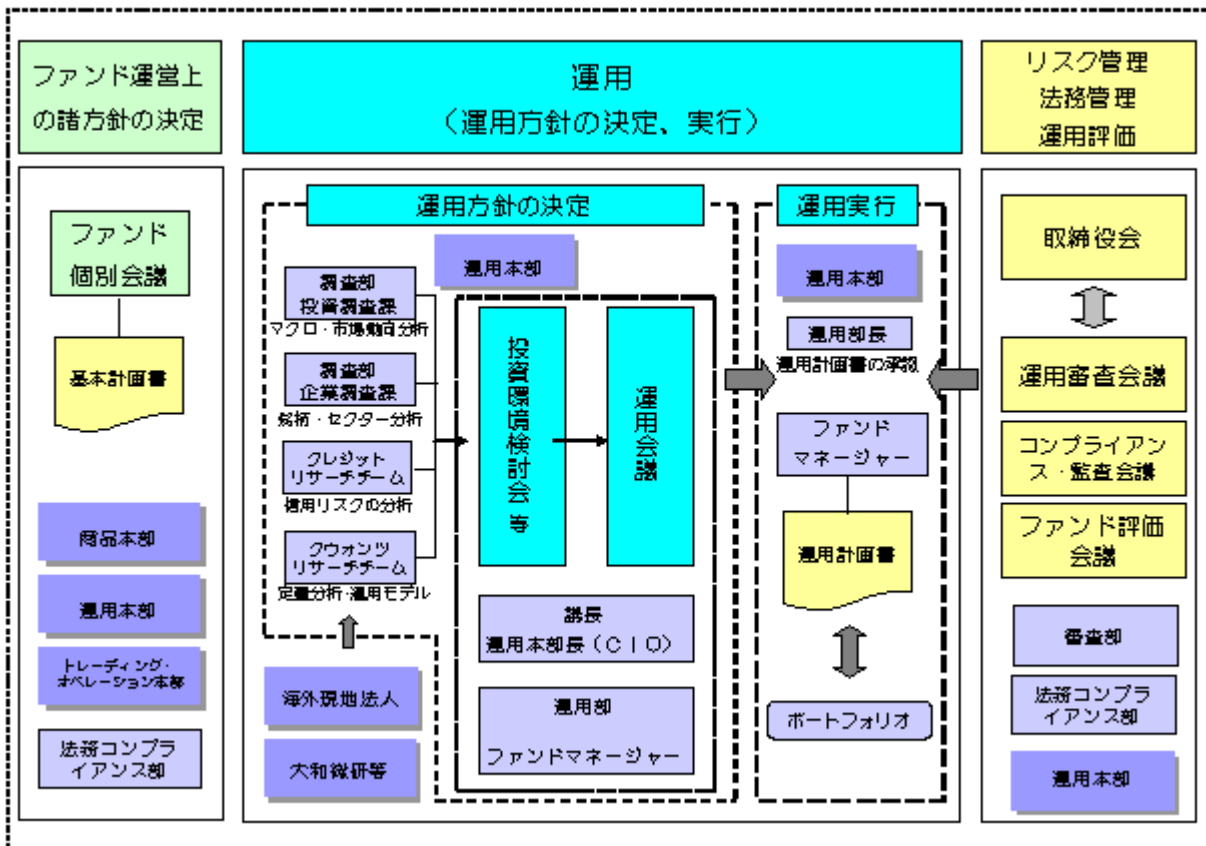 ファンド運営上
の諸方針の決定
運用
（運用方針の決定、実行）
リスク管理
法務管理
運用評価
ファンド
個別会議
基本計画書
商品本部
運用本部
トレーディング・
オペレーション本部
法務コンプラ
イアンス部
運用方針の決定
運用本部
調査部
投資調査課
マクロ・市場動向分析
調査部
企業調査課
銘柄・セクター分析
クレジット
リサーチチーム
信用リスクの分析
クウォンツ
リサーチチーム
定量分析・運用モデル
海外現地法人
大和総研等
投資環境検討会 等
運用会議
議長
運用本部長（ＣＩＯ）
運用部
ファンドマネージャー
運用実行
運用本部
運用部長
運用計画書の承認
ファンド
マネージャー
運用計画書
ポートフォリオ
取締役会
運用審査会議
コンプライアン
ス・監査会議
ファンド評価
会議
審査部
法務コンプラ
イアンス部
運用本部